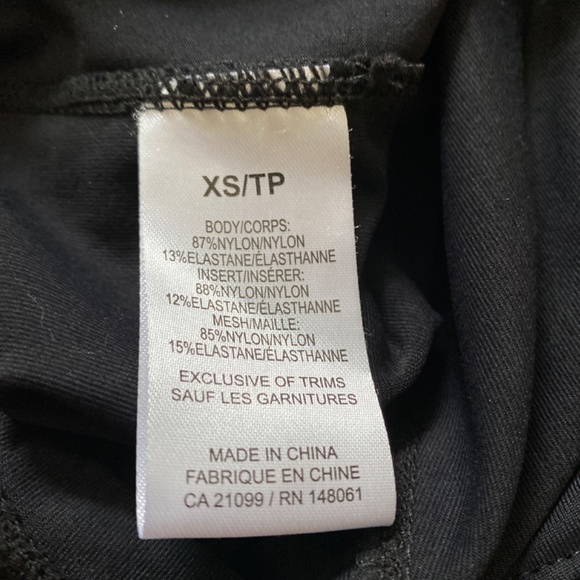 XS/TP
BODY/CORPS:
87%NYLON/NYLON
13%ELASTANE/ÉLASTHANNE
INSERT/INSÉRER:
88%NYLON/NYLON
12%ELASTANE/ÉLASTHANNE
MESH/MAILLE:
85%NYLON/NYLON
15%ELASTANE/ÉLASTHANNE
EXCLUSIVE OF TRIMS
SAUF LES GARNITURES
MADE IN CHINA
FABRIQUE EN CHINE
CA 21099 / RN 148061